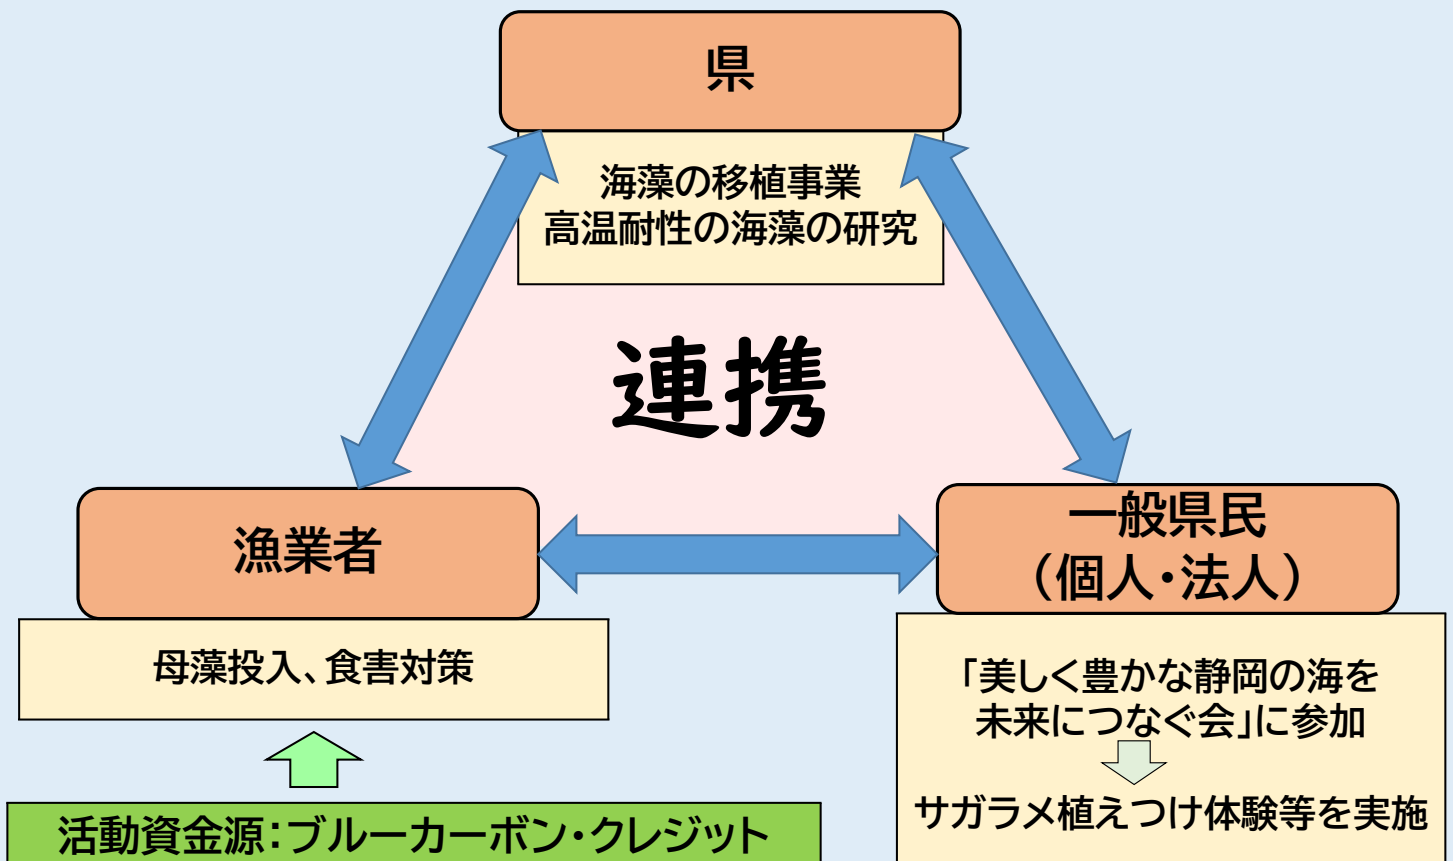 県
海藻の移植事業
高温耐性の海藻の研究
連携
漁業者
母藻投入、食害対策
活動資金源：ブルーカーボン・クレジット
一般県民
（個人・法人）
「美しく豊かな静岡の海を
未来につなぐ会」に参加
サガラメ植えつけ体験等を実施